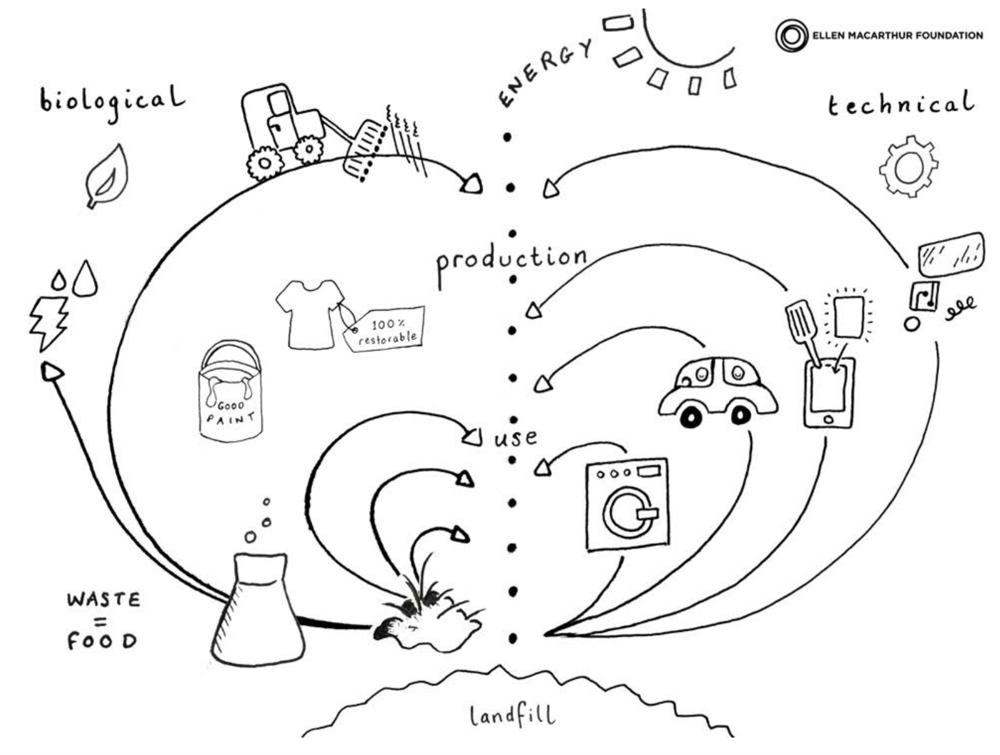 ELLEN MACARTHUR FOUNDATION
ENERGY
biological
technical
production
100%
restorable
GOOD
PAINT
use
WASTE
=
FOOD
landfill